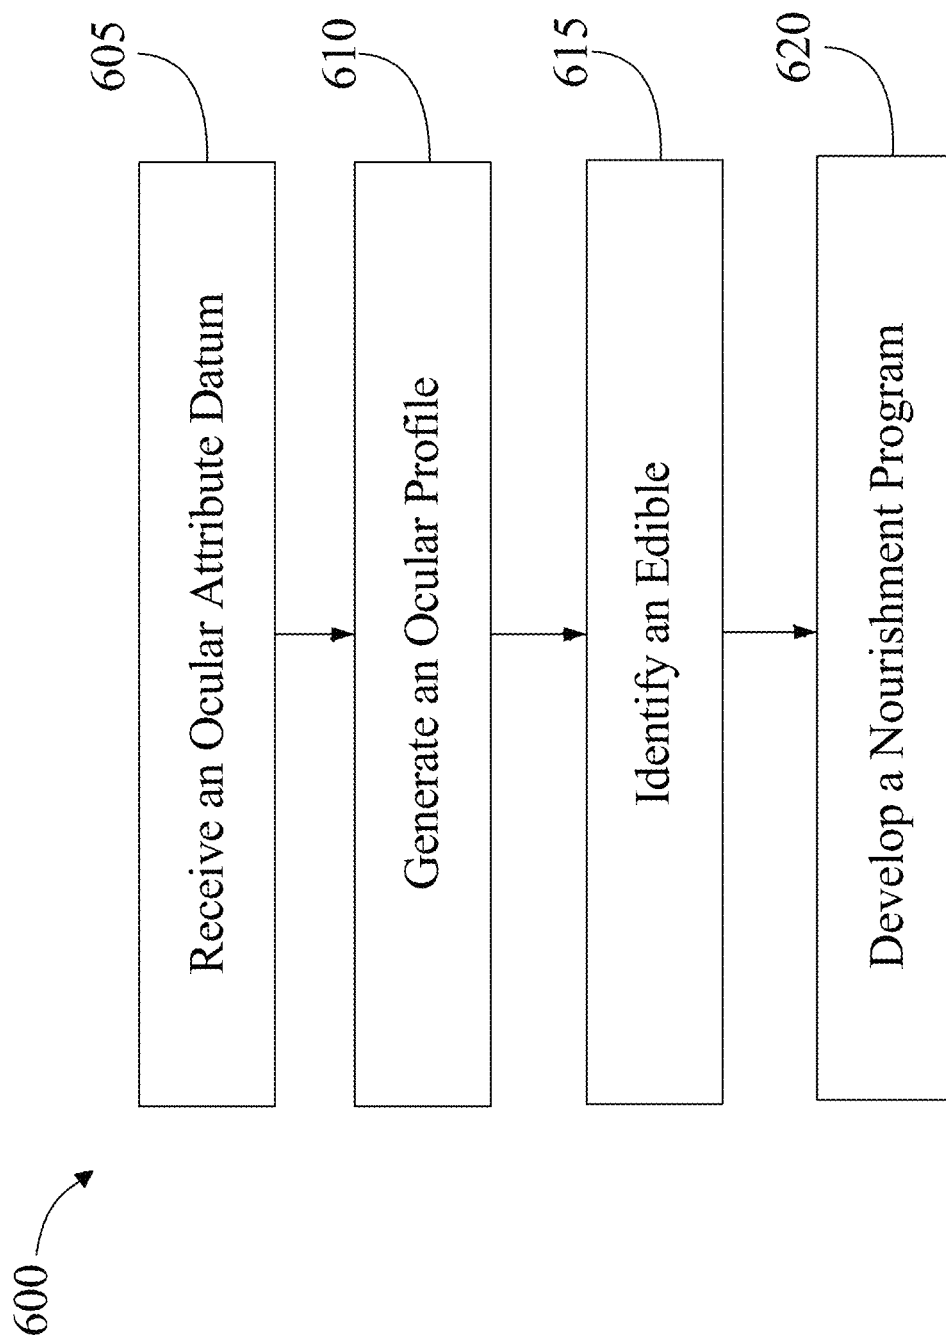 600
605
Receive an Ocular Attribute Datum
610
Generate an Ocular Profile
615
Identify an Edible
620
Develop a Nourishment Program